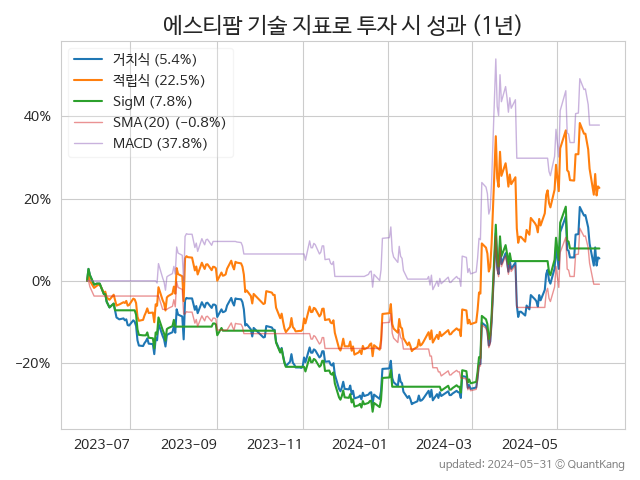 에스티팜 기술 지표로 투자 시 성과 (1년)
거치식 (5.4%)
적립식 (22.5%)
SigM (7.8%)
SMA(20) (-0.8%)
MACD (37.8%)
40%
20%
0%
−20%
2023-07 2023-09 2023-11 2024-01 2024-03 2024-05
updated: 2024-05-31 © QuantKang